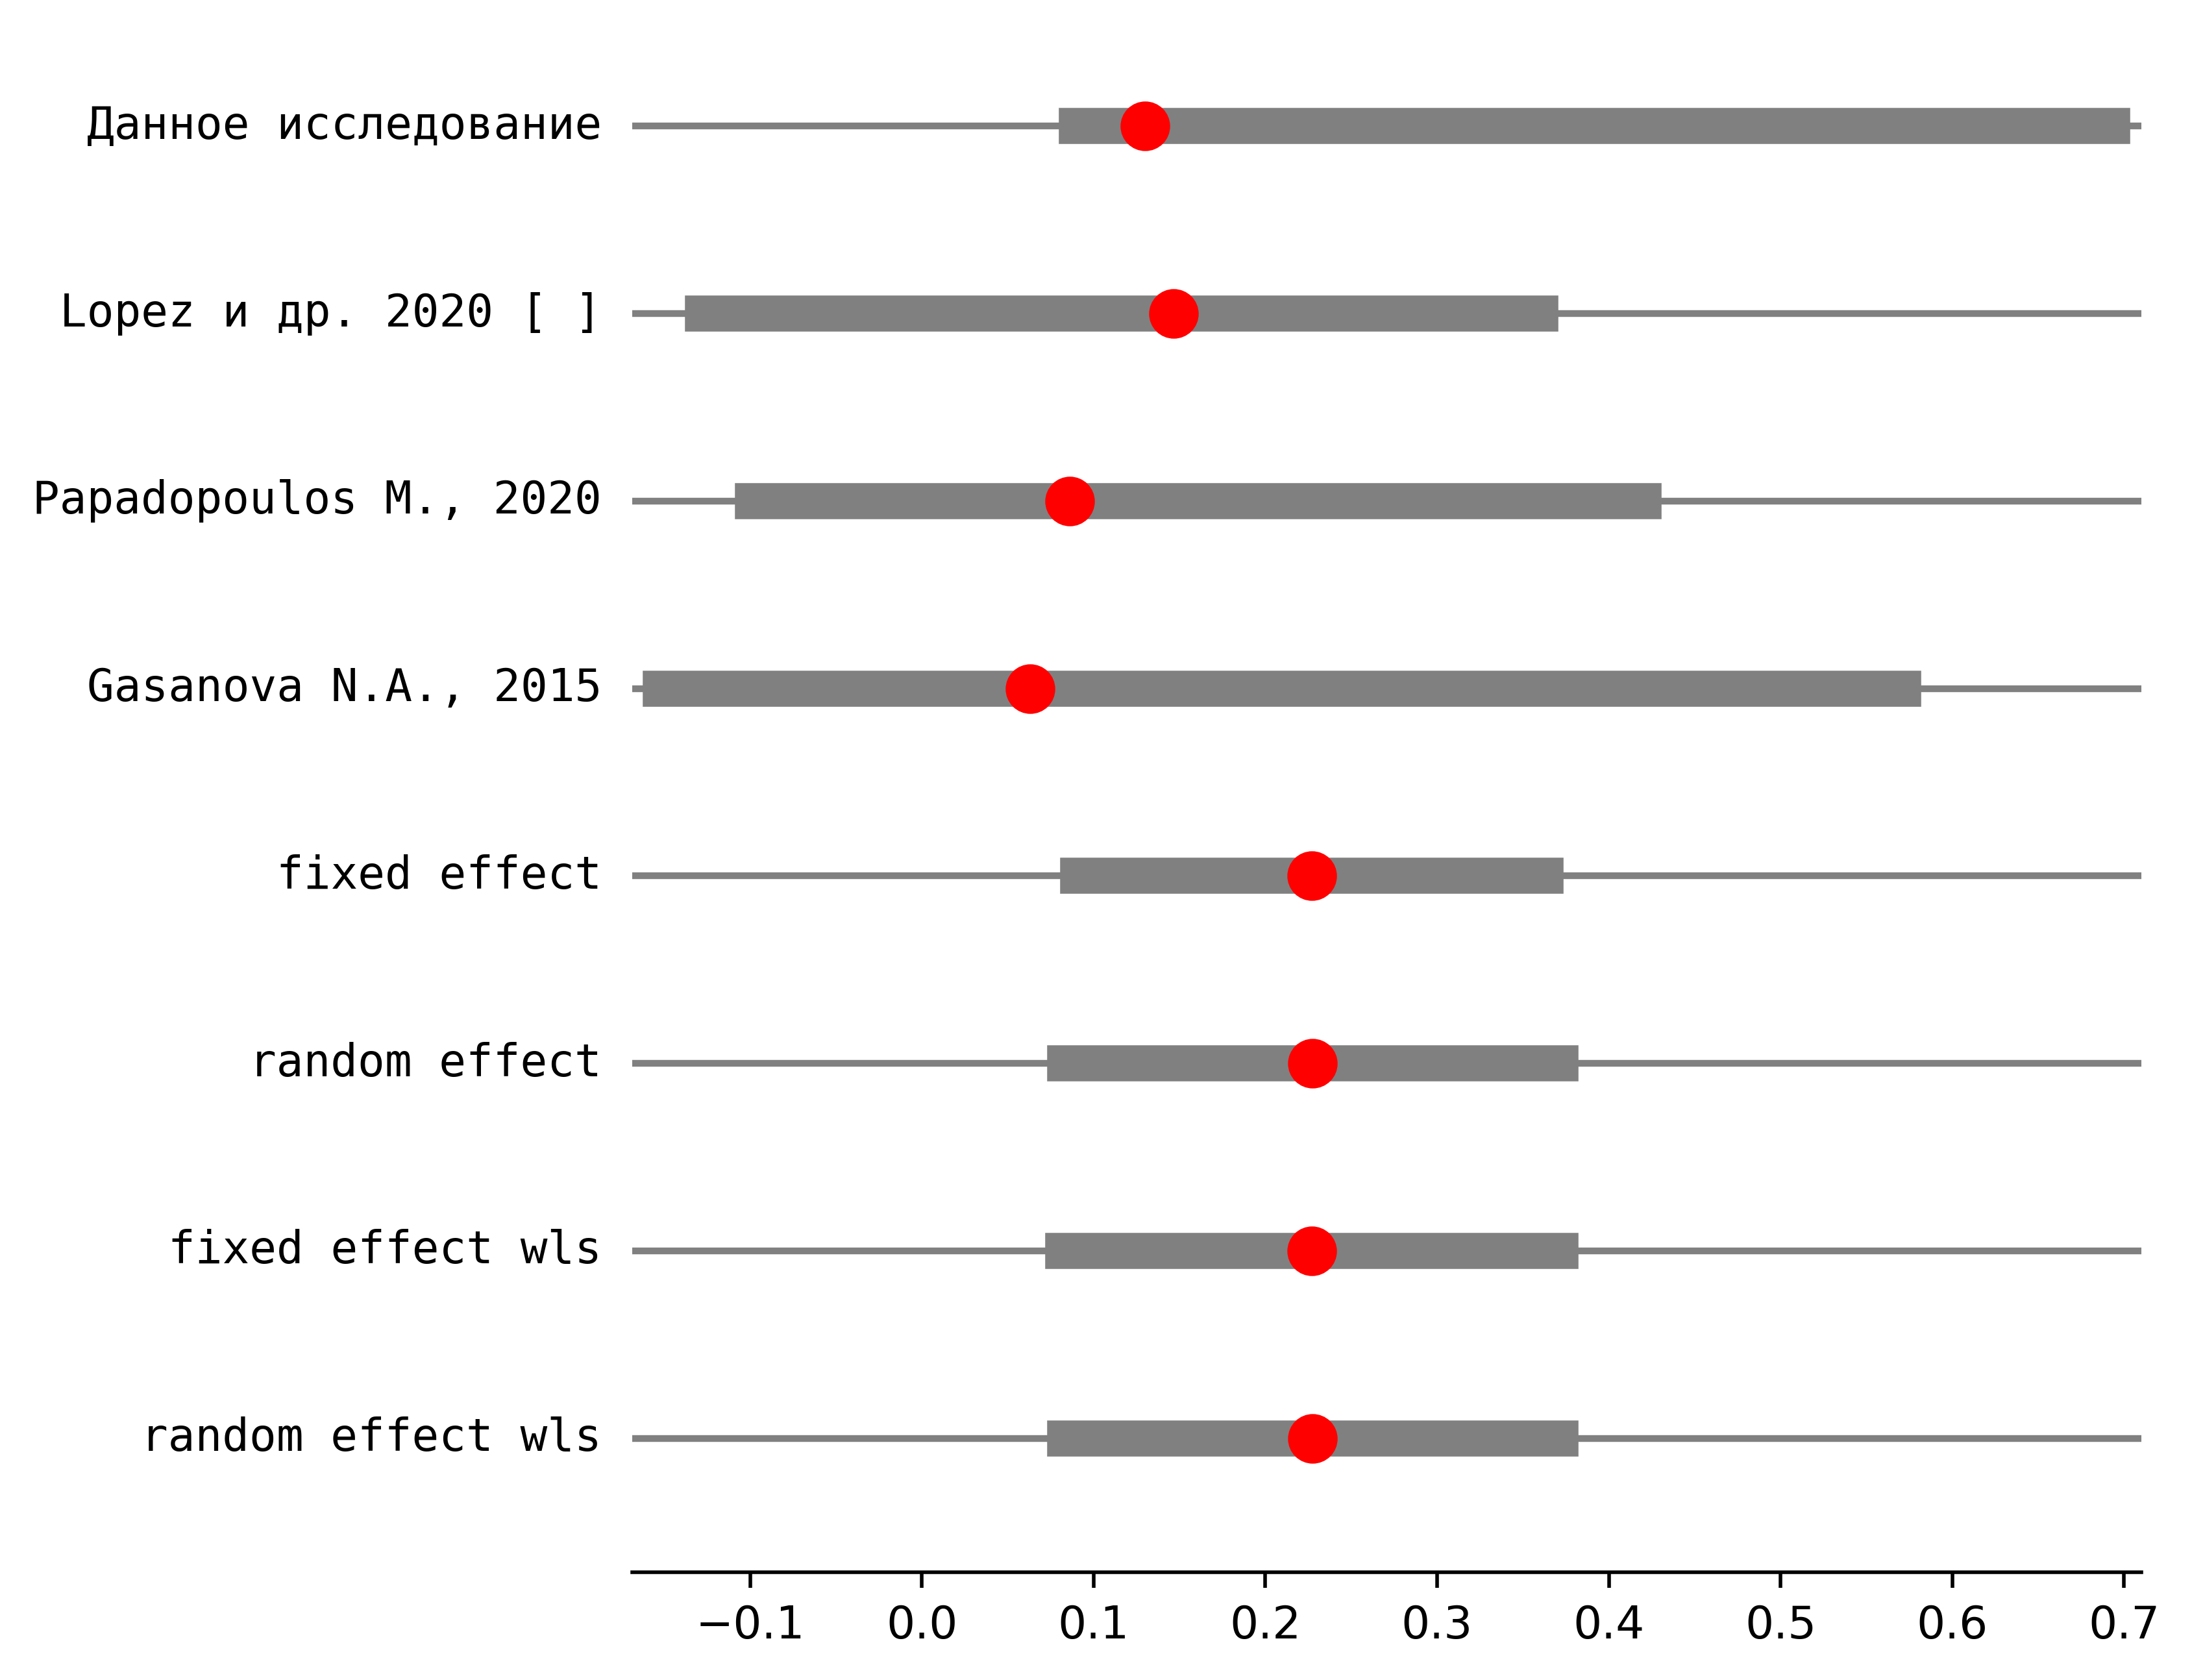 Данное исследование
Lopez и др. 2020 [ ]
Papadopoulos M., 2020
Gasanova N.A., 2015
fixed effect
random effect
fixed effect wls
random effect wls
−0.1 0.0 0.1 0.2 0.3 0.4 0.5 0.6 0.7